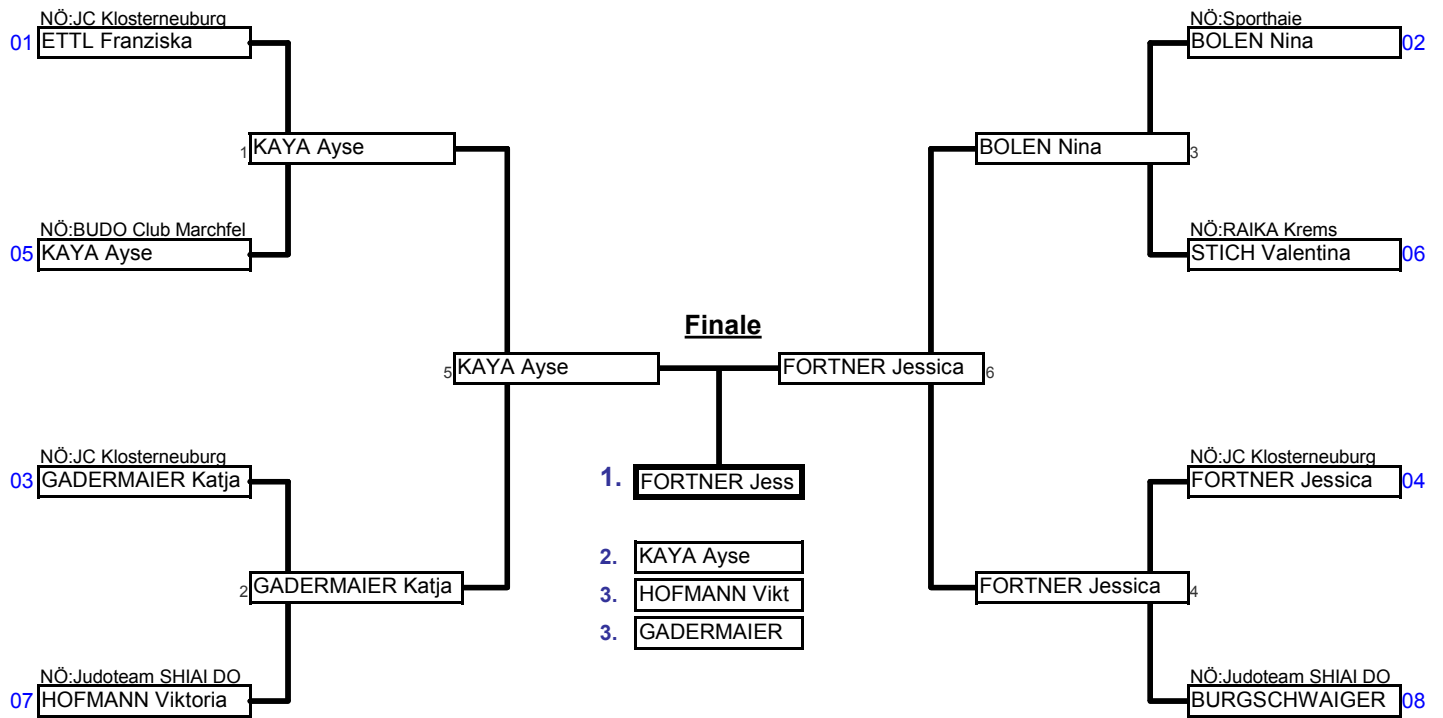 NÖ:JC Klosterneuburg
01 ETTL Franziska
NÖ:Sporthaie
BOLEN Nina 02
1 KAYA Ayse
BOLEN Nina 3
NÖ:BUDO Club Marchfel
05 KAYA Ayse
NÖ:RAIKA Krems
STICH Valentina 06
Finale
5 KAYA Ayse
FORTNER Jessica 6
NÖ:JC Klosterneuburg
03 GADERMAIER Katja
NÖ:JC Klosterneuburg
FORTNER Jessica 04
1. FORTNER Jess
2. KAYA Ayse
3. HOFMANN Vikt
3. GADERMAIER
2 GADERMAIER Katja
FORTNER Jessica 4
NÖ:Judoteam SHIAI DO
07 HOFMANN Viktoria
NÖ:Judoteam SHIAI DO
BURGSCHWAIGER 08